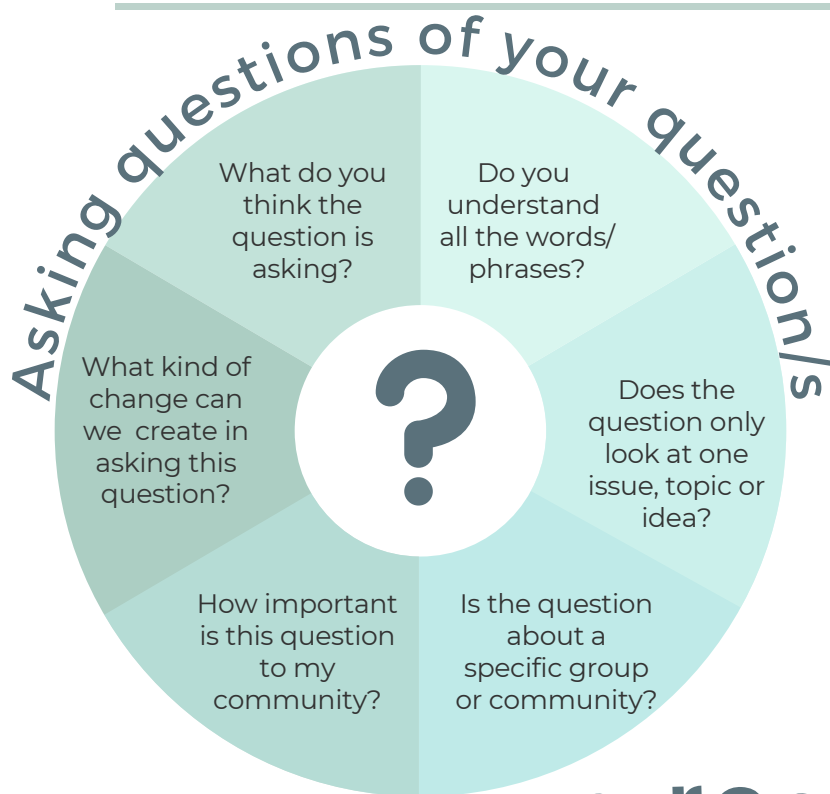 Asking questions of your question/s
What do you
think the
question is
asking?
Do you
understand
all the words/
phrases?
Does the
question only
look at one
issue, topic or
idea?
Is the question
about a
specific group
or community?
How important
is this question
to my
community?
What kind of
change can
we create in
asking this
question?
?